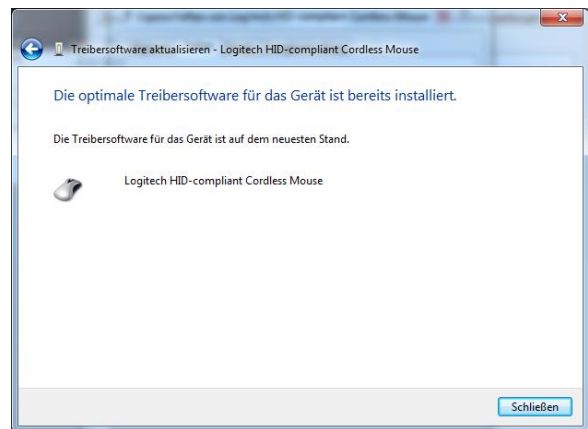 Treibersoftware aktualisieren - Logitech HID-compliant Cordless Mouse
Die optimale Treibersoftware für das Gerät ist bereits installiert.
Die Treibersoftware für das Gerät ist auf dem neuesten Stand.
Logitech HID-compliant Cordless Mouse
Schließen